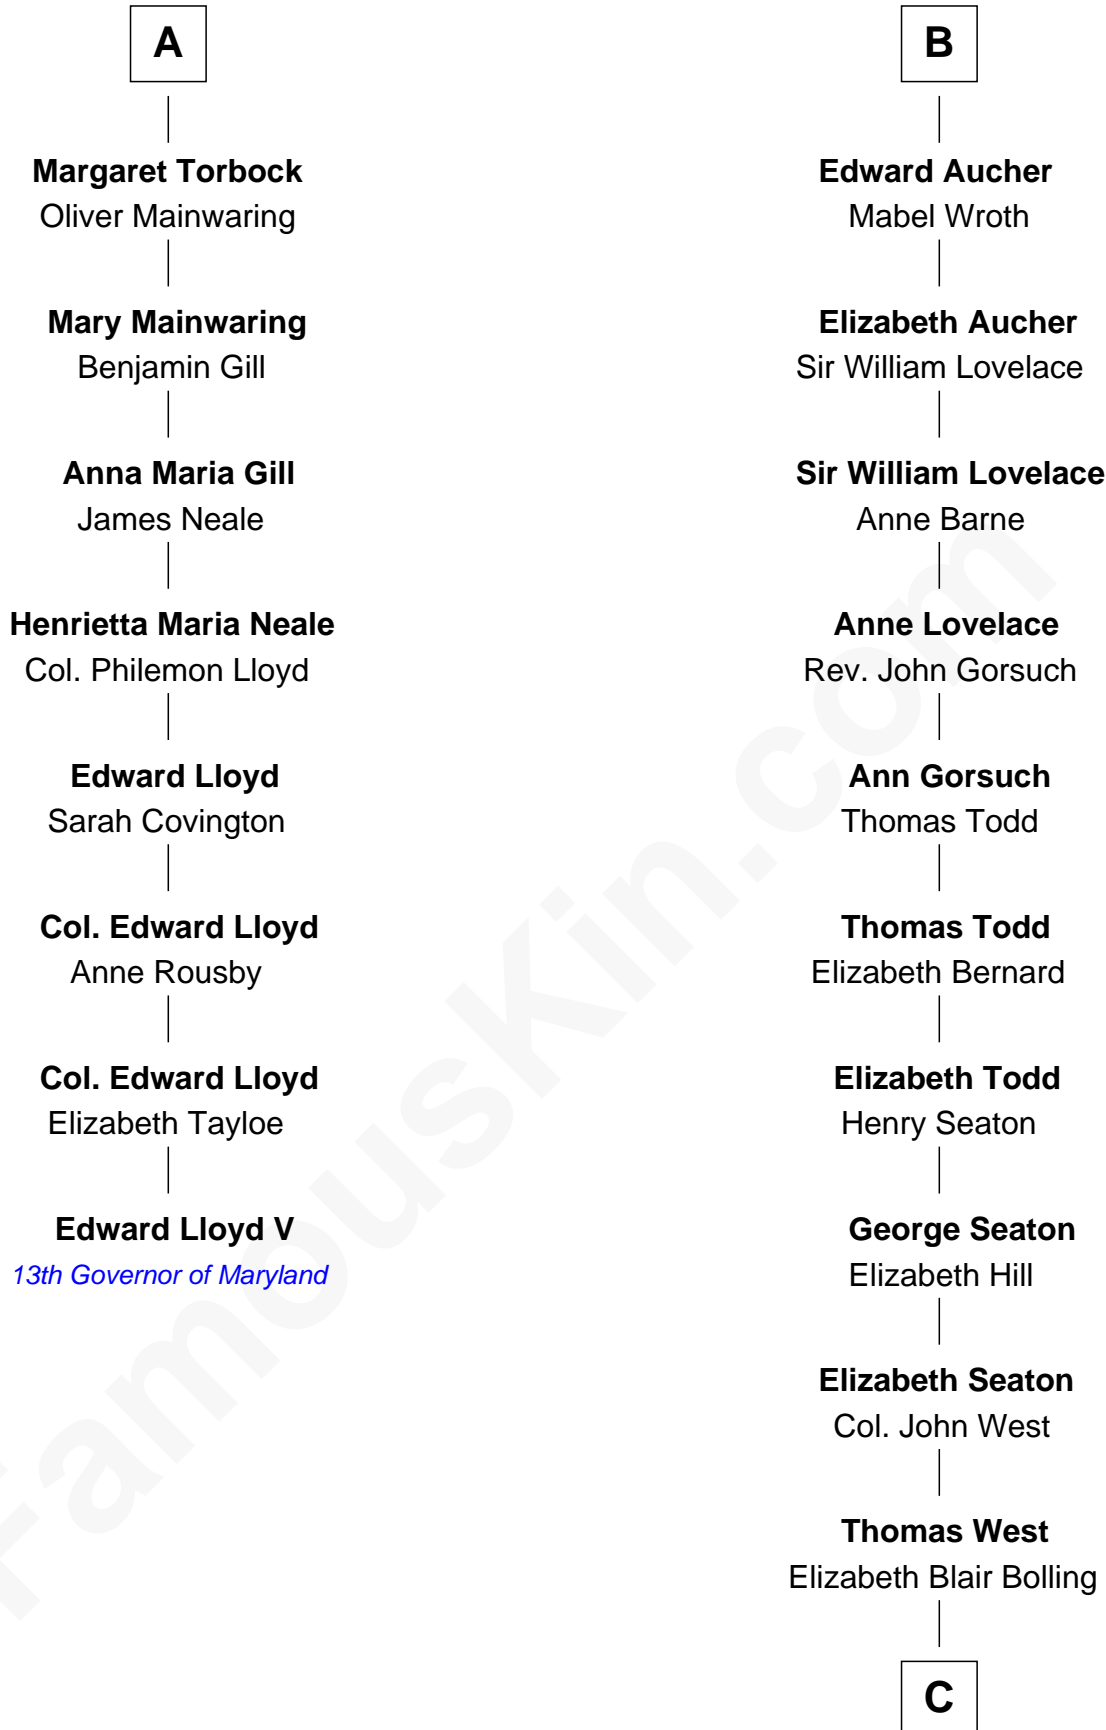 A
Margaret Torbock
Oliver Mainwaring
Mary Mainwaring
Benjamin Gill
Anna Maria Gill
James Neale
Henrietta Maria Neale
Col. Philemon Lloyd
Edward Lloyd
Sarah Covington
Col. Edward Lloyd
Anne Rousby
Col. Edward Lloyd
Elizabeth Tayloe
Edward Lloyd V
13th Governor of Maryland
B
Edward Aucher
Mabel Wroth
Elizabeth Aucher
Sir William Lovelace
Sir William Lovelace
Anne Barne
Anne Lovelace
Rev. John Gorsuch
Ann Gorsuch
Thomas Todd
Thomas Todd
Elizabeth Bernard
Elizabeth Todd
Henry Seaton
George Seaton
Elizabeth Hill
Elizabeth Seaton
Col. John West
Thomas West
Elizabeth Blair Bolling
C
FamousKin.com